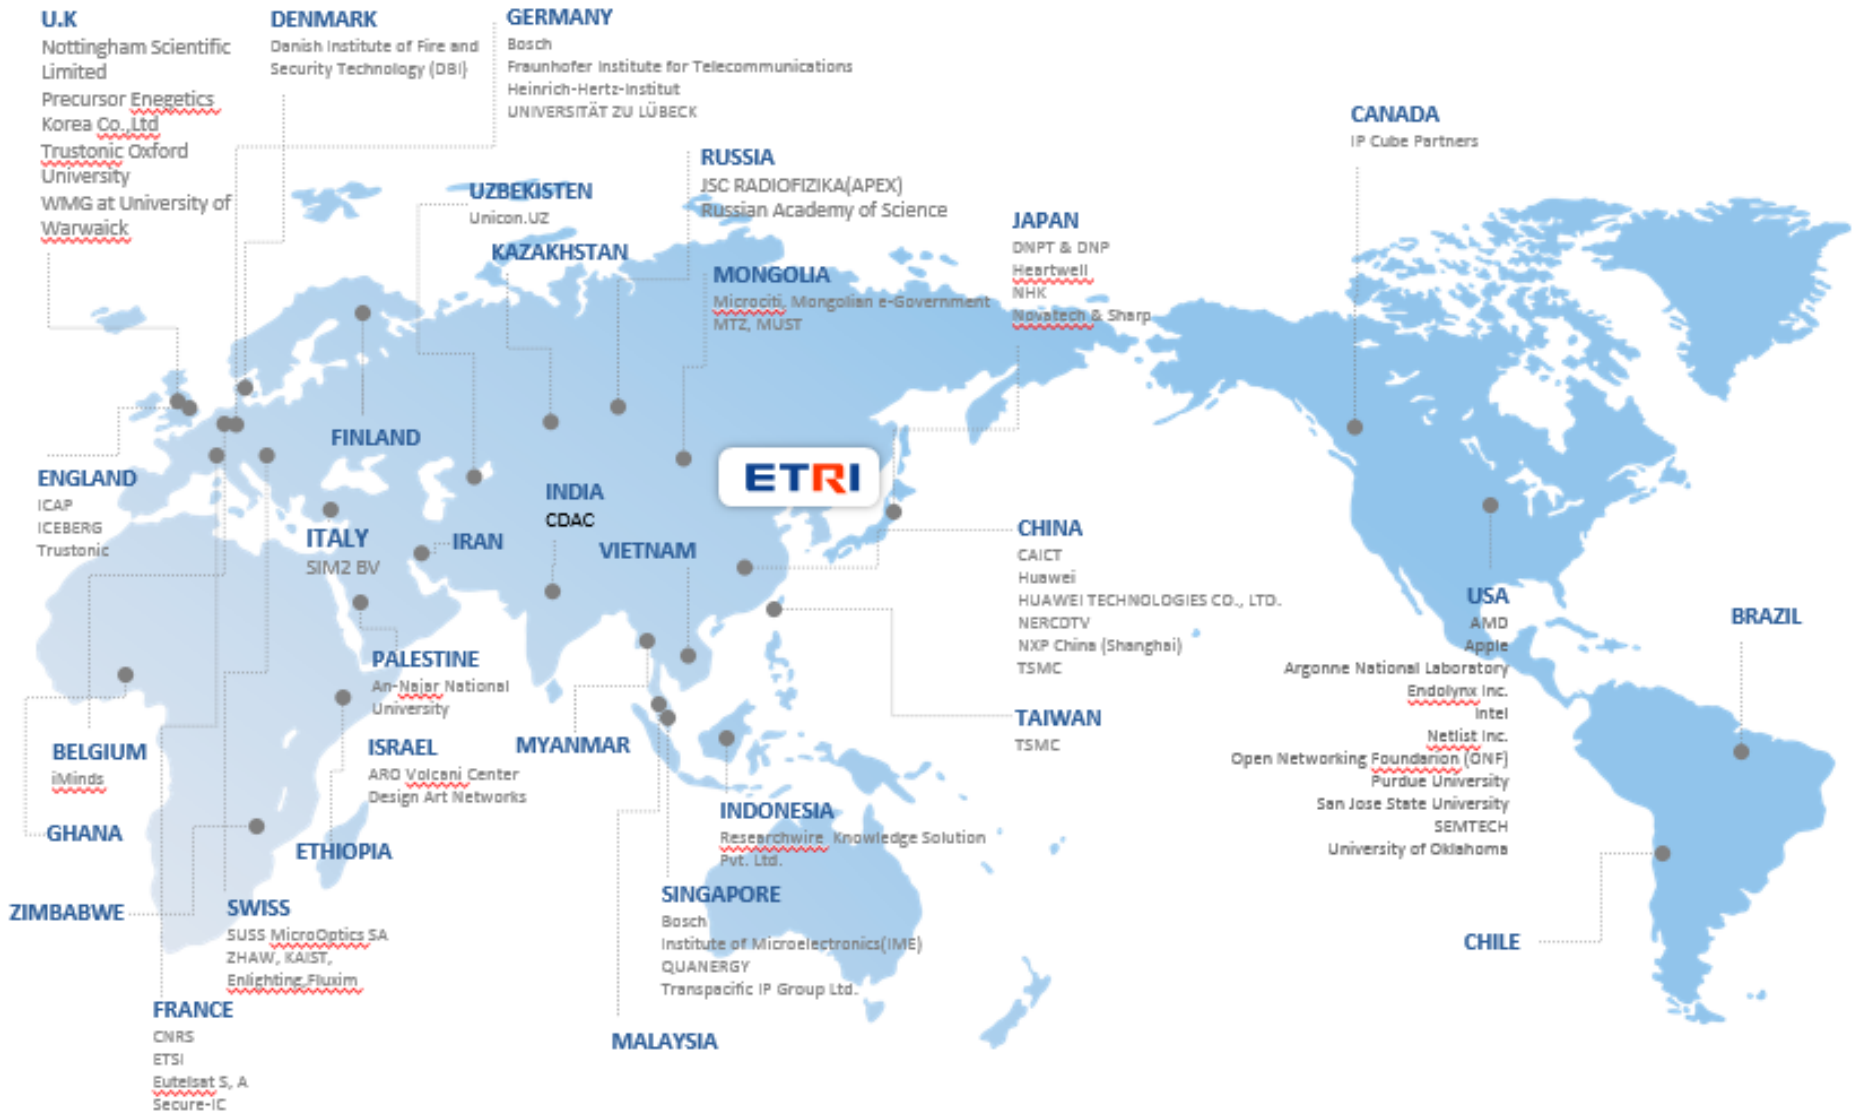 U.K
Nottingham Scientific
Limited
Precursor Enegetics
Korea Co.,Ltd
Trustonic Oxford
University
WMG at University of
Warwaick
DENMARK
Danish Institute of Fire and
Security Technology (DBI)
GERMANY
Bosch
Fraunhofer Institute for Telecommunications
Heinrich-Hertz-Institut
UNIVERSITÄT ZU LÜBECK
RUSSIA
JSC RADIOFIZIKA(APEX)
Russian Academy of Science
UZBEKISTEN
Unicon.UZ
KAZAKHSTAN
MONGOLIA
Microciti, Mongolian e-Government
MTZ, MUST
JAPAN
DNPT & DNP
Heartwell
NHK
Novatech & Sharp
CANADA
IP Cube Partners
FINLAND
ENGLAND
ICAP
ICEBERG
Trustonic
ITALY
SIM2 BV
IRAN
INDIA
CDAC
VIETNAM
ETRI
CHINA
CAICT
Huawei
HUAWEI TECHNOLOGIES CO., LTD.
NERCDTV
NXP China (Shanghai)
TSMC
TAIWAN
TSMC
USA
AMD
Apple
Argonne National Laboratory
Endolynx Inc.
Intel
Netlist Inc.
Open Networking Foundarion (ONF)
Purdue University
San Jose State University
SEMTECH
University of Oklahoma
BRAZIL
CHILE
PALESTINE
An-Najar National
University
ISRAEL
ARO Volcani Center
Design Art Networks
MYANMAR
BELGIUM
iMinds
GHANA
ETHIOPIA
ZIMBABWE
SWISS
SUSS MicroOptics SA
ZHAW, KAIST,
Enlighting,Fluxim
FRANCE
CNRS
ETSI
Eutelsat S, A
Secure-IC
INDONESIA
Researchwire Knowledge Solution
Pvt. Ltd.
SINGAPORE
Bosch
Institute of Microelectronics(IME)
QUANERGY
Transpacific IP Group Ltd.
MALAYSIA